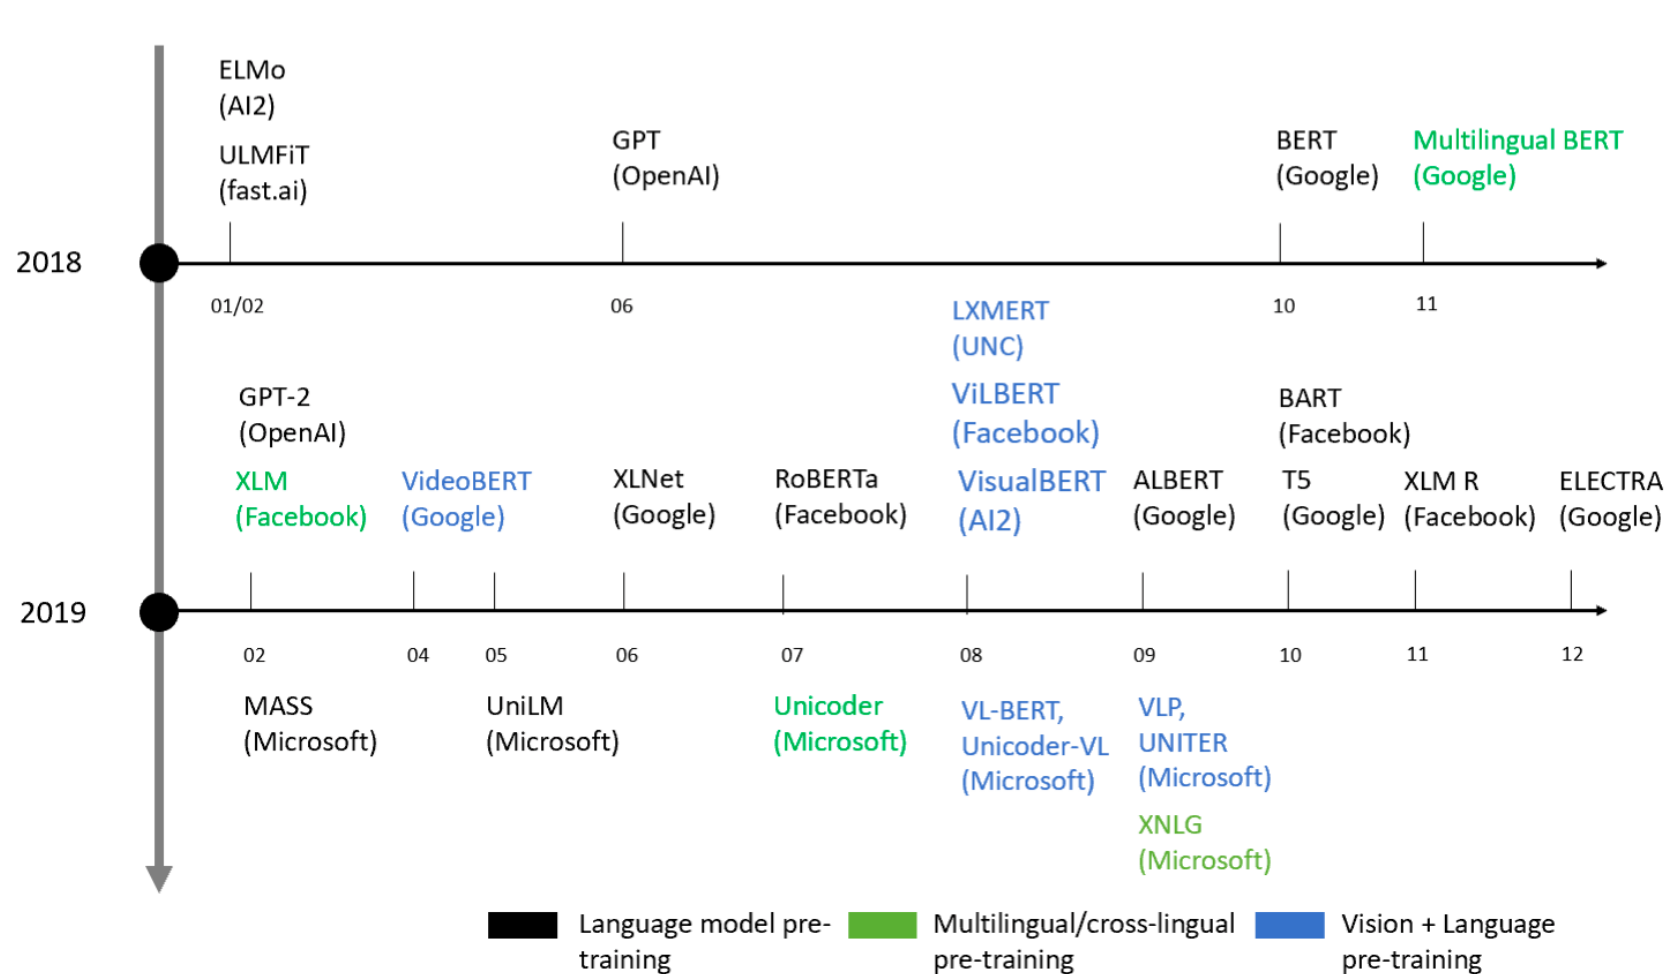 ELMo
(AI2)
ULMFiT
(fast.ai)
GPT
(OpenAI)
BERT
(Google)
Multilingual BERT
(Google)
2018
01/02
06
10
11
LXMERT
(UNC)
ViLBERT
(Facebook)
VisualBERT
(AI2)
GPT-2
(OpenAI)
XLM
(Facebook)
VideoBERT
(Google)
XLNet
(Google)
RoBERTa
(Facebook)
ALBERT
(Google)
BART
(Facebook)
T5
(Google)
XLM R
(Facebook)
ELECTRA
(Google)
2019
02
04
05
06
07
08
09
10
11
12
MASS
(Microsoft)
UniLM
(Microsoft)
Unicoder
(Microsoft)
VL-BERT,
Unicoder-VL
(Microsoft)
VLP,
UNITER
(Microsoft)
XNLG
(Microsoft)
Language model pre-
training
Multilingual/cross-lingual
pre-training
Vision + Language
pre-training